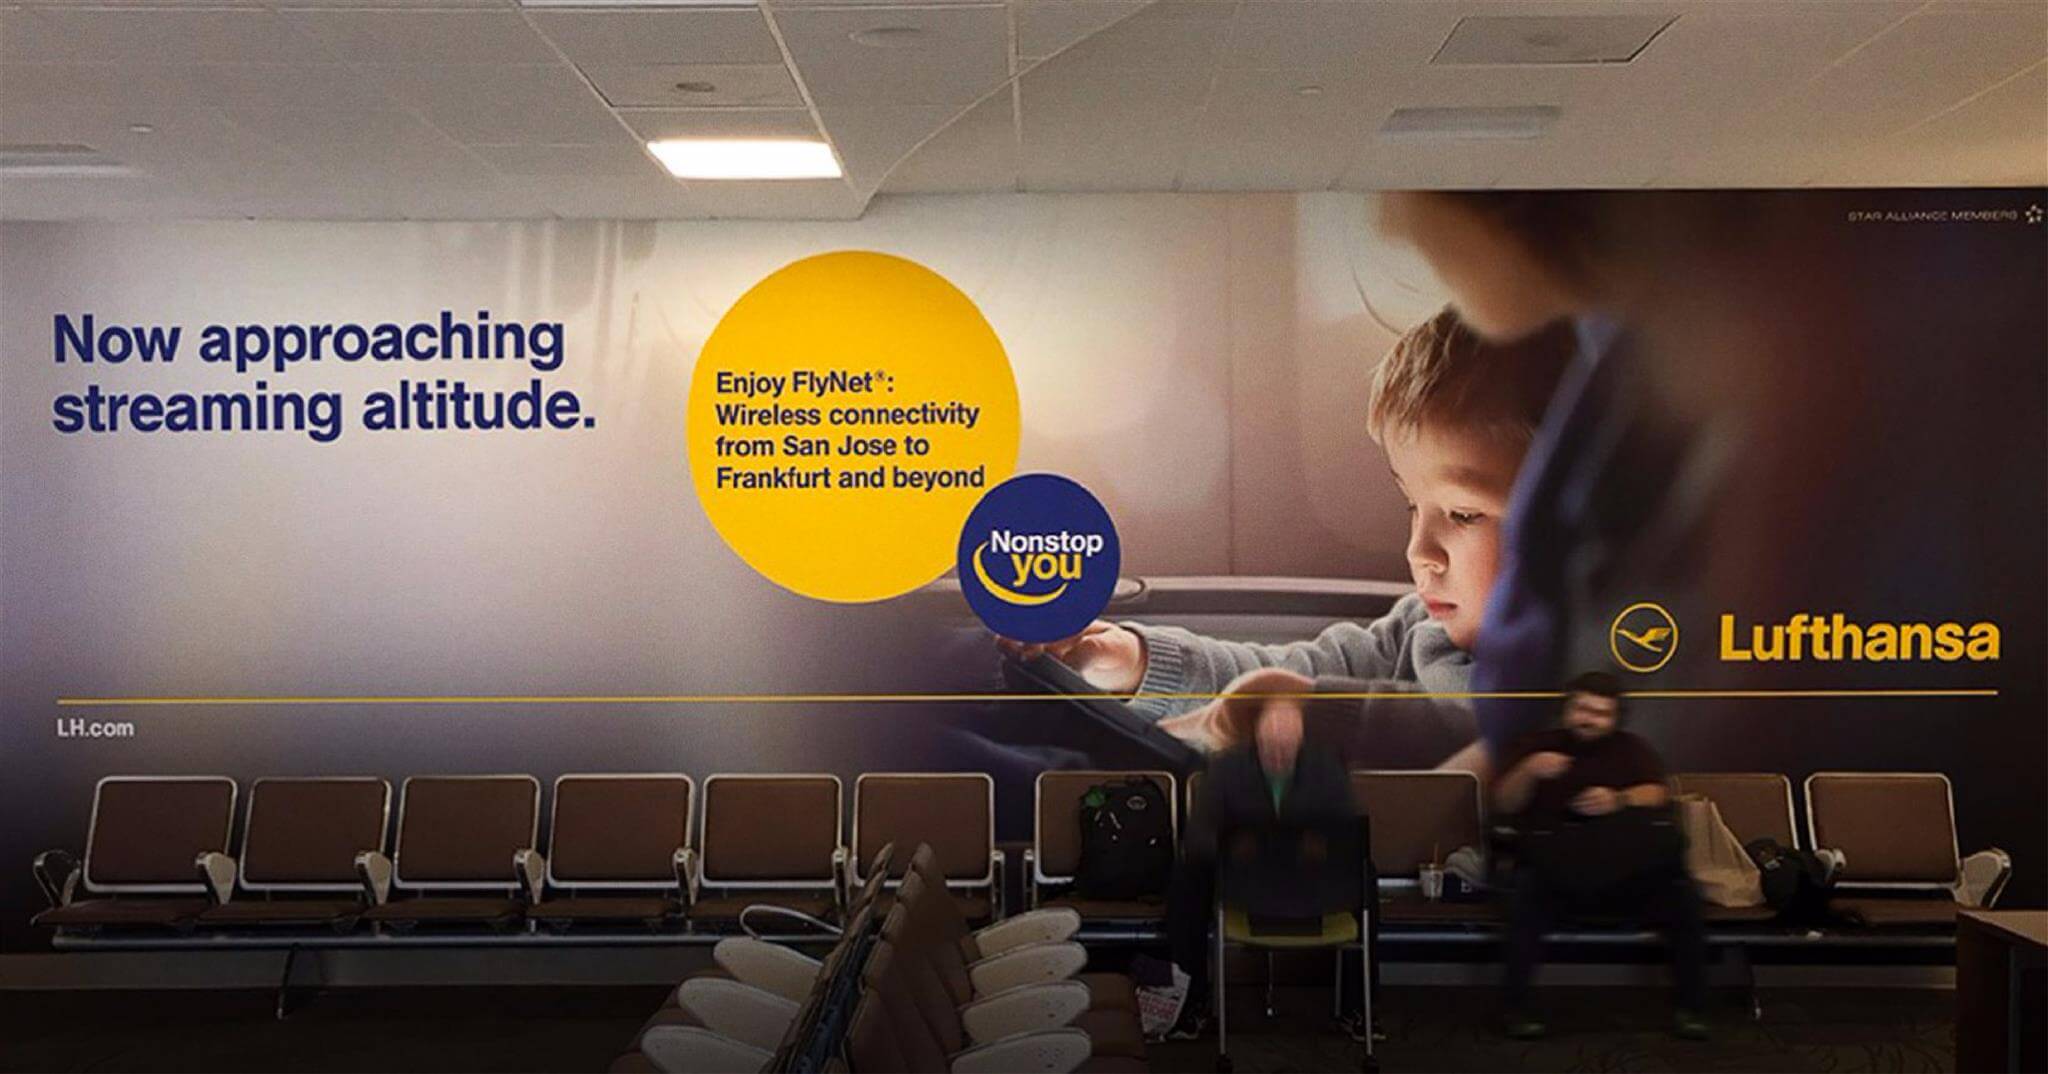 STAR ALLIANCE MEMBERS
Now approaching
streaming altitude.
Enjoy FlyNet®:
Wireless connectivity
from San Jose to
Frankfurt and beyond
Nonstop
you
Lufthansa
LH.com